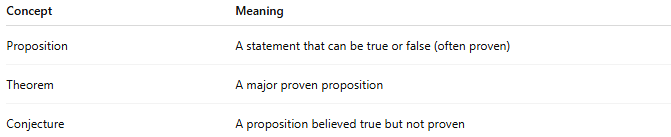 Concept Meaning
Proposition A statement that can be true or false (often proven)
Theorem A major proven proposition
Conjecture A proposition believed true but not proven